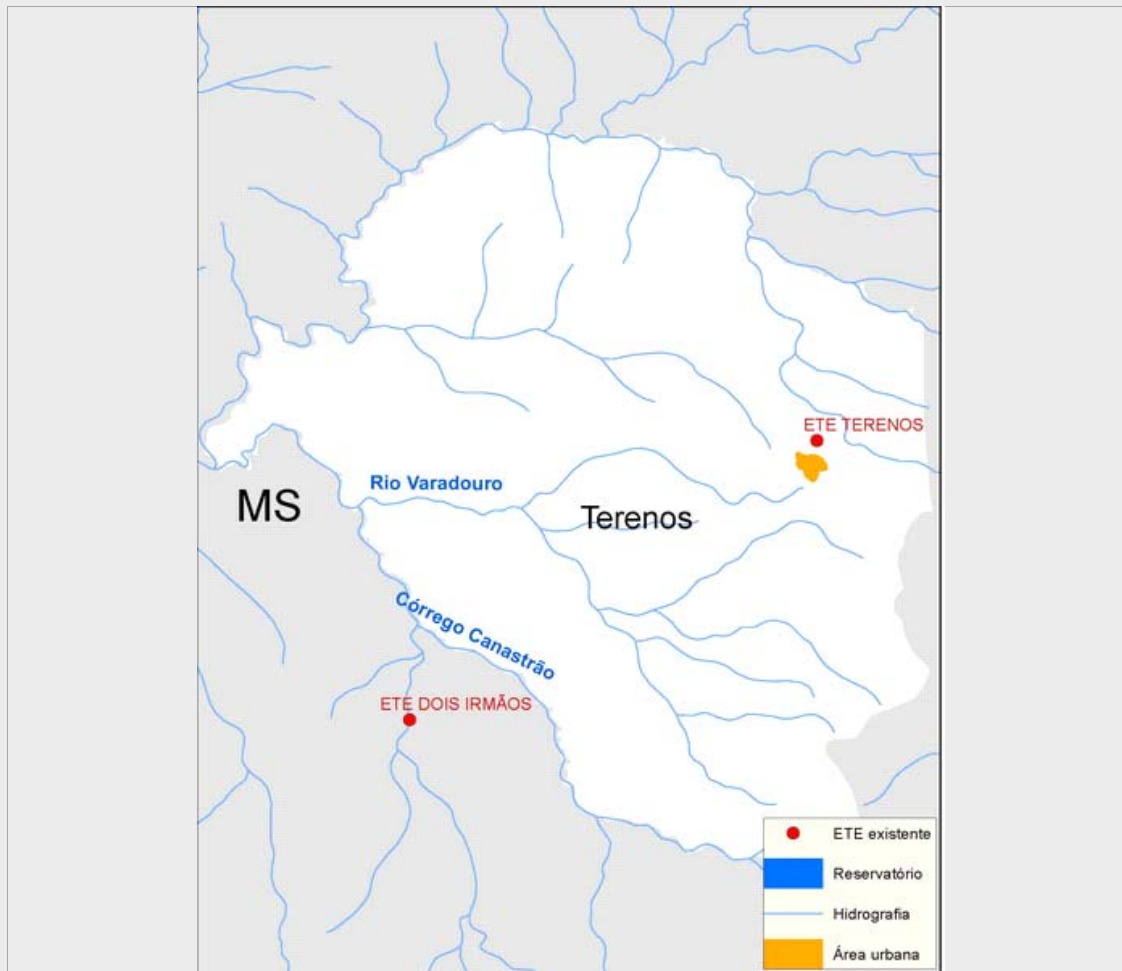 ETE TERENOS
Rio Varadouro
MS
Terenos
Córrego Canastrão
ETE DOIS IRMÃOS
ETE existente
Reservatório
Hidrografia
Área urbana